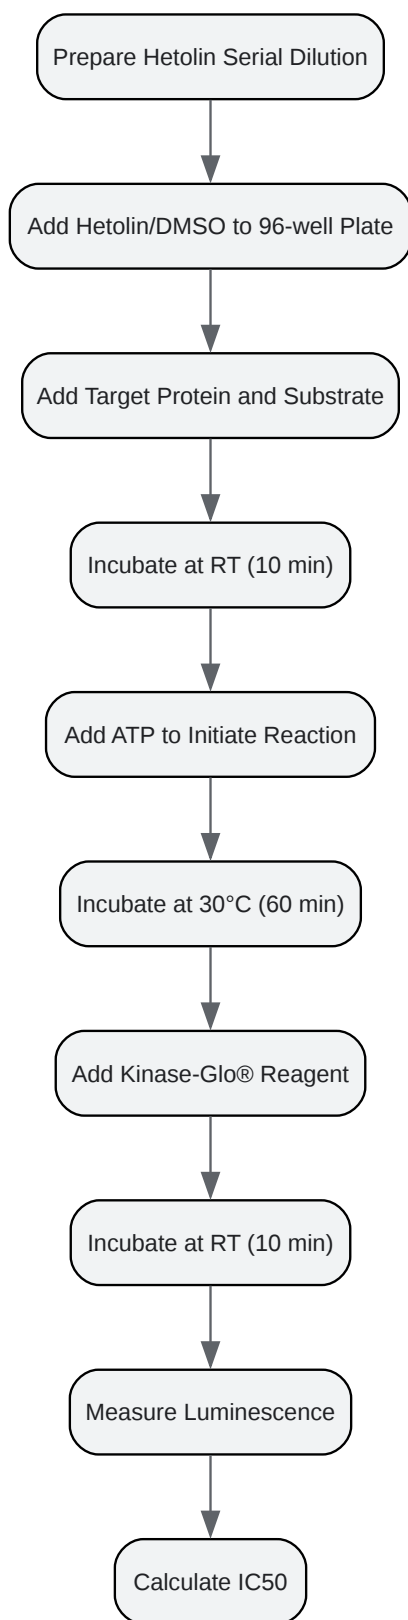 Prepare Hetolin Serial Dilution
Add Hetolin/DMSO to 96-well Plate
Add Target Protein and Substrate
Incubate at RT (10 min)
Add ATP to Initiate Reaction
Incubate at 30°C (60 min)
Add Kinase-Glo® Reagent
Incubate at RT (10 min)
Measure Luminescence
Calculate IC50